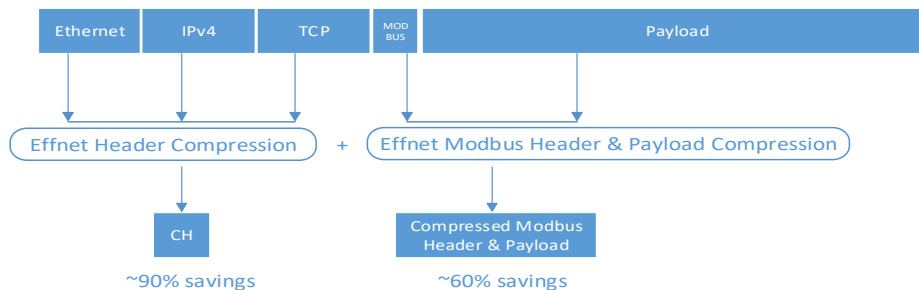 Ethernet IPv4 TCP MOD BUS Payload
Effnet Header Compression + Effnet Modbus Header & Payload Compression
CH
Compressed Modbus
Header & Payload
~90% savings ~60% savings